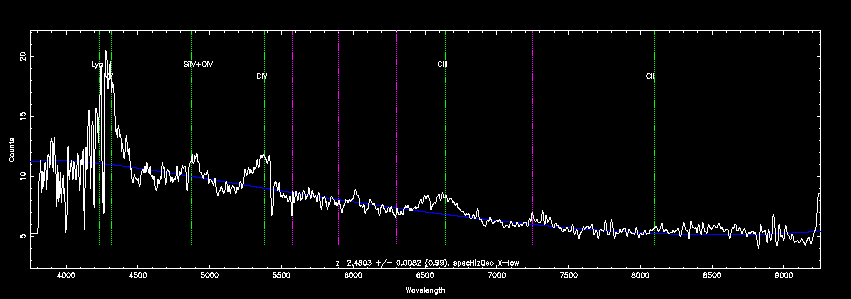 20
Lyα
SiIV+OIV
CIII
CIV
CII
15
Counts
10
5
4000 4500 5000 5500 6000 6500 7000 7500 8000 8500 9000
z 2.4803 +/- 0.0082 (0.99), specHizQso ,X-low
Wavelength